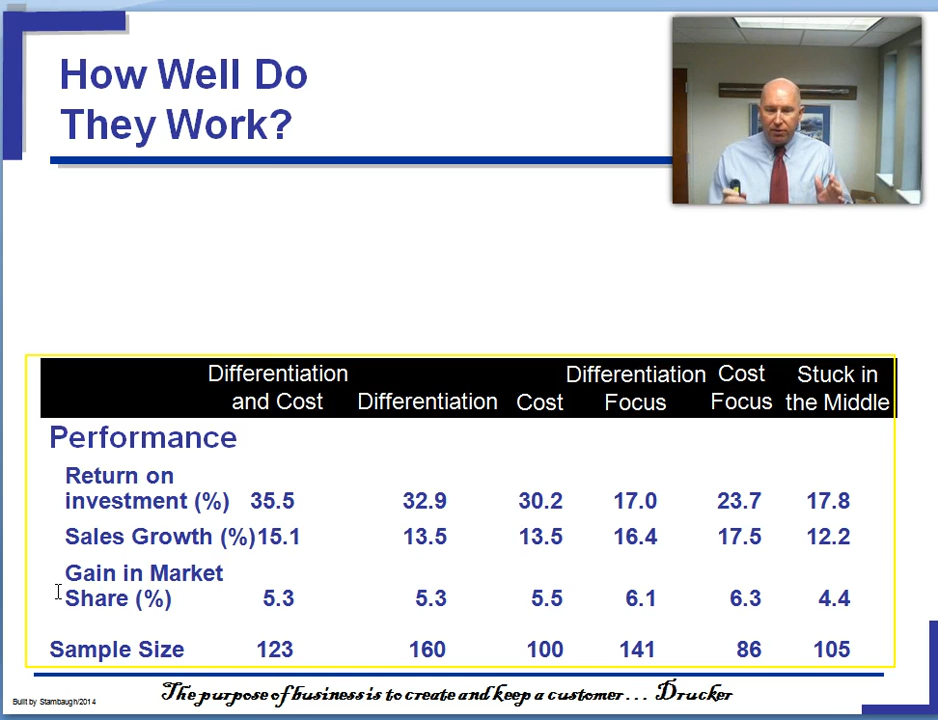 How Well Do
They Work?
Differentiation and Cost Differentiation Cost Differentiation Focus Cost Focus Stuck in the Middle
Performance
Return on
investment (%) 35.5 32.9 30.2 17.0 23.7 17.8
Sales Growth (%) 15.1 13.5 13.5 16.4 17.5 12.2
Gain in Market
Share (%) 5.3 5.3 5.5 6.1 6.3 4.4
Sample Size 123 160 100 141 86 105
The purpose of business is to create and keep a customer . . . Drucker
Built by Stambaugh/2014